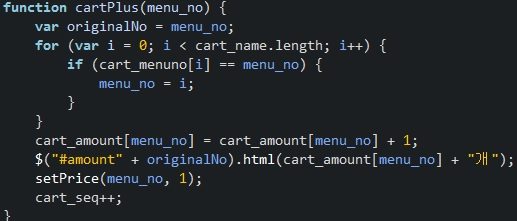 function cartPlus(menu_no) {
    var originalNo = menu_no;
    for (var i = 0; i < cart_name.length; i++) {
        if (cart_menuno[i] == menu_no) {
            menu_no = i;
        }
    }
    cart_amount[menu_no] = cart_amount[menu_no] + 1;
    $("#amount" + originalNo).html(cart_amount[menu_no] + "개");
    setPrice(menu_no, 1);
    cart_seq++;
}